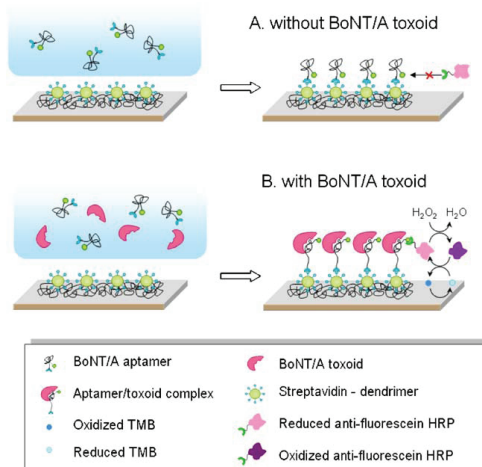 A. without BoNT/A toxoid
B. with BoNT/A toxoid
H2O2 H2O
BoNT/A aptamer
BoNT/A toxoid
Aptamer/toxoid complex
Streptavidin - dendrimer
Oxidized TMB
Reduced anti-fluorescein HRP
Reduced TMB
Oxidized anti-fluorescein HRP